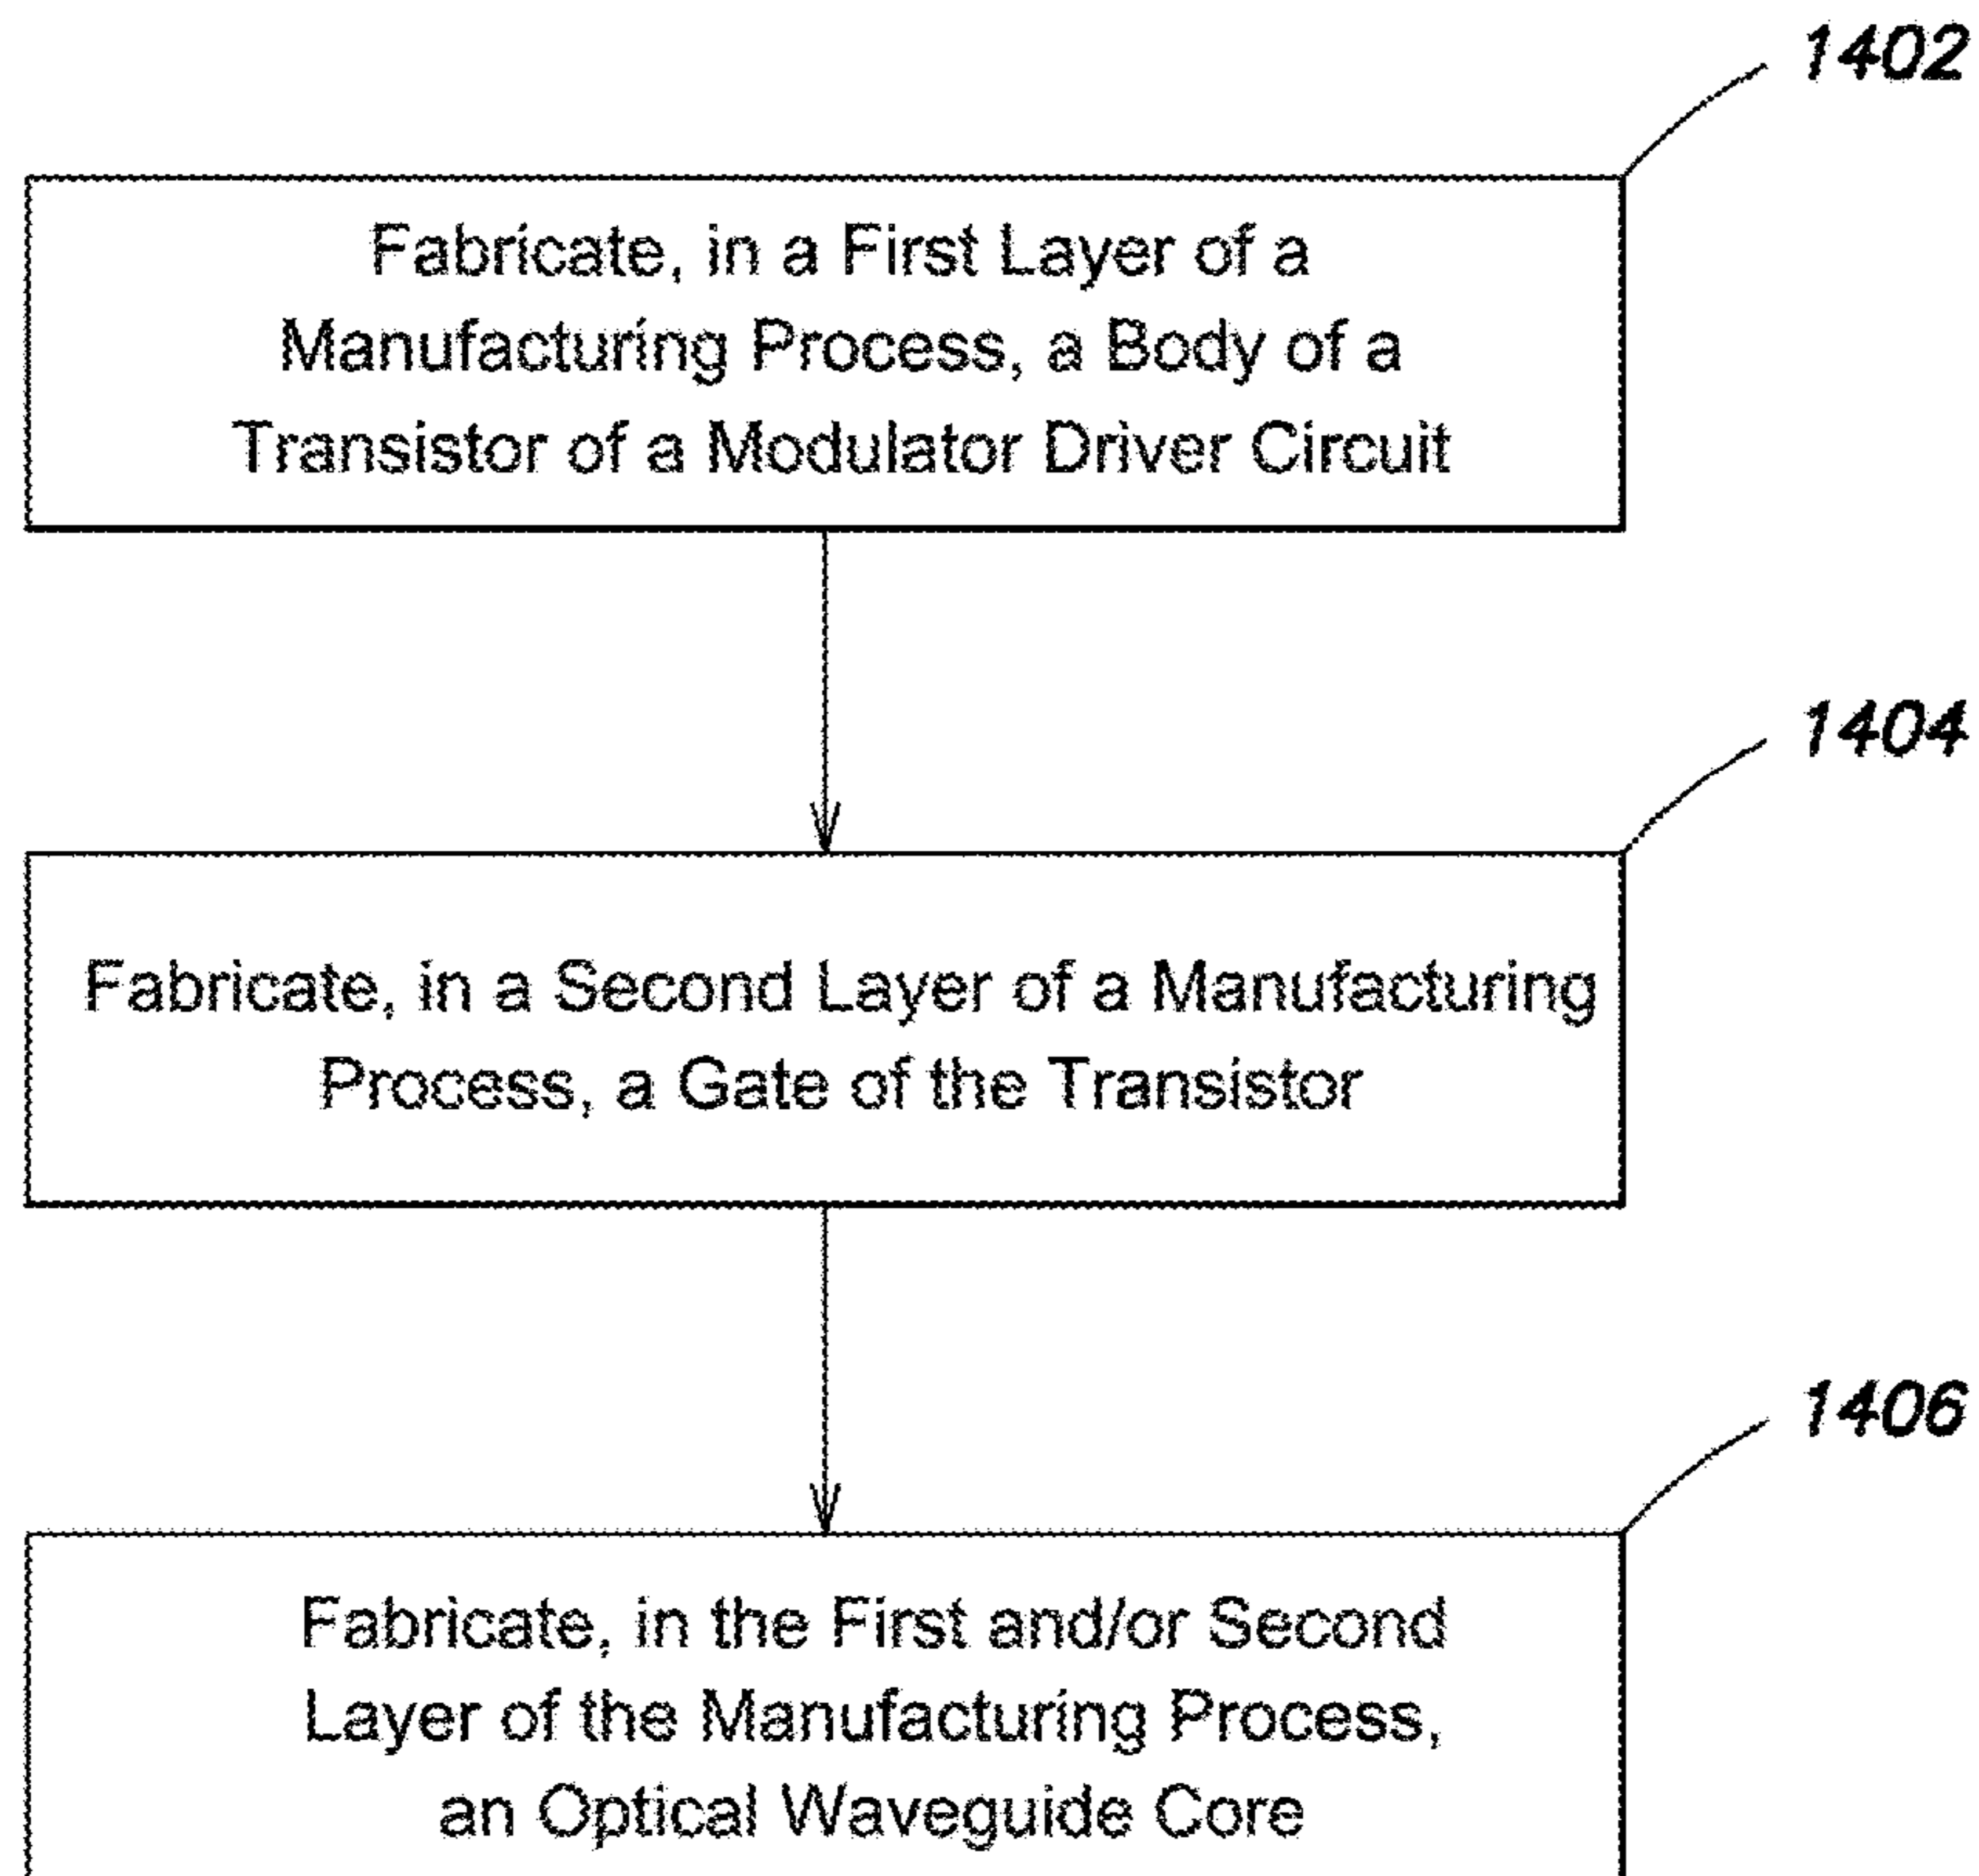 1402
Fabricate, in a First Layer of a
Manufacturing Process, a Body of a
Transistor of a Modulator Driver Circuit
1404
Fabricate, in a Second Layer of a Manufacturing
Process, a Gate of the Transistor
1406
Fabricate, in the First and/or Second
Layer of the Manufacturing Process,
an Optical Waveguide Core